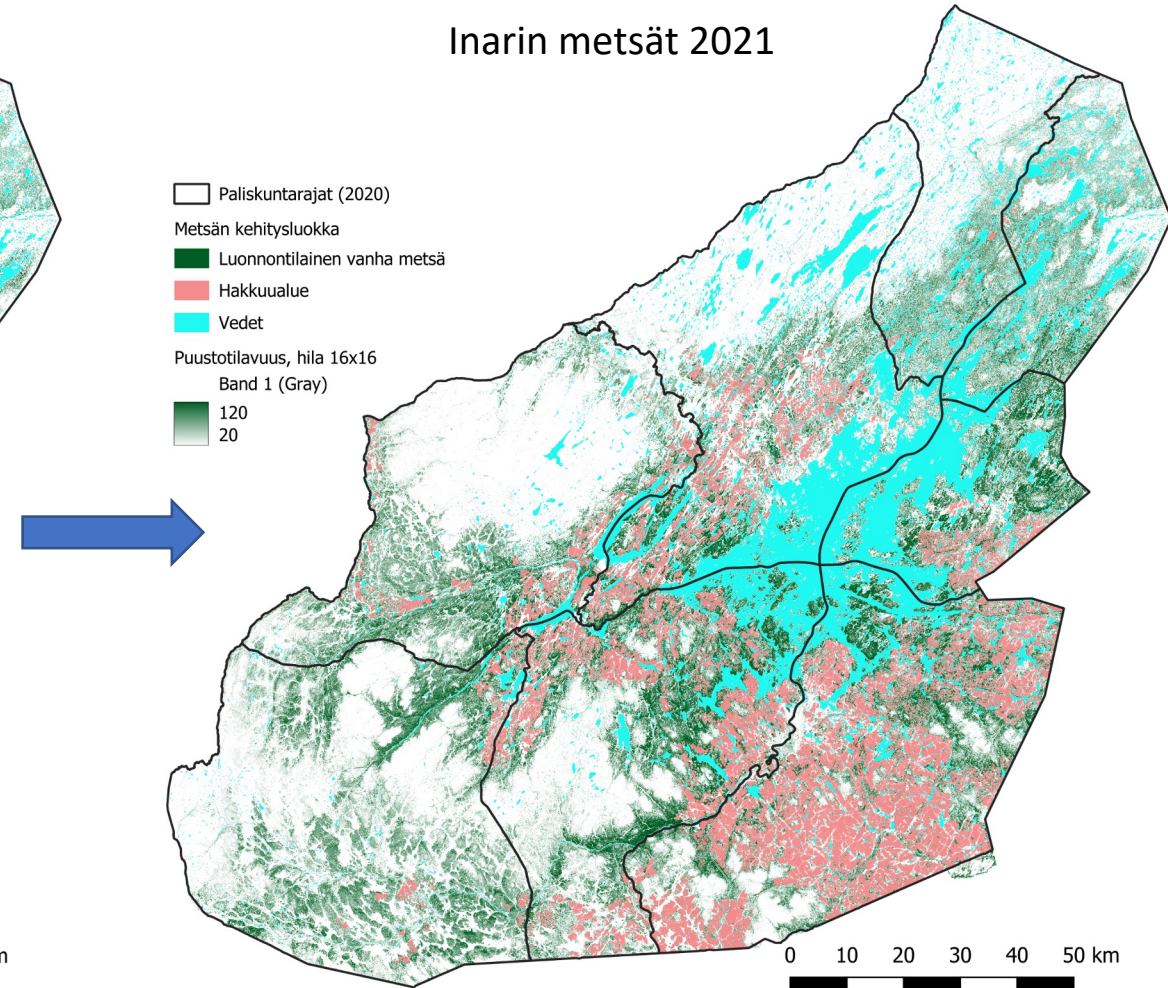 Inarin metsät 2021
Paliskuntarajat (2020)
Metsän kehitysluokka
Luonnontilainen vanha metsä
Hakkuualue
Vedet
Puustotilavuus, hila 16x16
Band 1 (Gray)
120
20
m
0 10 20 30 40 50 km